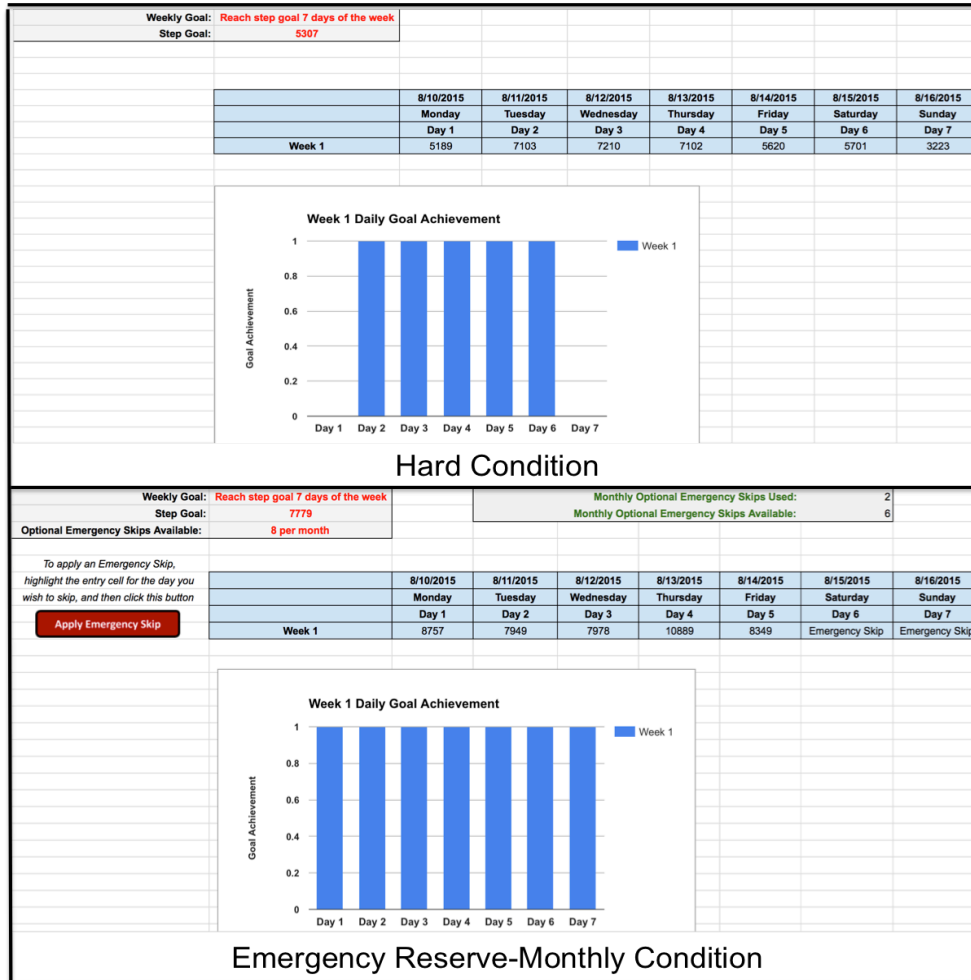 Weekly Goal: Reach step goal 7 days of the week
Step Goal: 5307
8/10/2015 8/11/2015 8/12/2015 8/13/2015 8/14/2015 8/15/2015 8/16/2015
Monday Tuesday Wednesday Thursday Friday Saturday Sunday
Day 1 Day 2 Day 3 Day 4 Day 5 Day 6 Day 7
Week 1 5189 7103 7210 7102 5620 5701 3223
Week 1 Daily Goal Achievement
Week 1
Goal Achievement
1
0.8
0.6
0.4
0.2
0
Day 1 Day 2 Day 3 Day 4 Day 5 Day 6 Day 7
Hard Condition
Weekly Goal: Reach step goal 7 days of the week Monthly Optional Emergency Skips Used: 2
Step Goal: 7779 Monthly Optional Emergency Skips Available: 6
Optional Emergency Skips Available: 8 per month
To apply an Emergency Skip,
highlight the entry cell for the day you
wish to skip, and then click this button
Apply Emergency Skip
8/10/2015 8/11/2015 8/12/2015 8/13/2015 8/14/2015 8/15/2015 8/16/2015
Monday Tuesday Wednesday Thursday Friday Saturday Sunday
Day 1 Day 2 Day 3 Day 4 Day 5 Day 6 Day 7
Week 1 8757 7949 7978 10889 8349 Emergency Skip Emergency Skip
Week 1 Daily Goal Achievement
Week 1
Goal Achievement
1
0.8
0.6
0.4
0.2
0
Day 1 Day 2 Day 3 Day 4 Day 5 Day 6 Day 7
Emergency Reserve-Monthly Condition